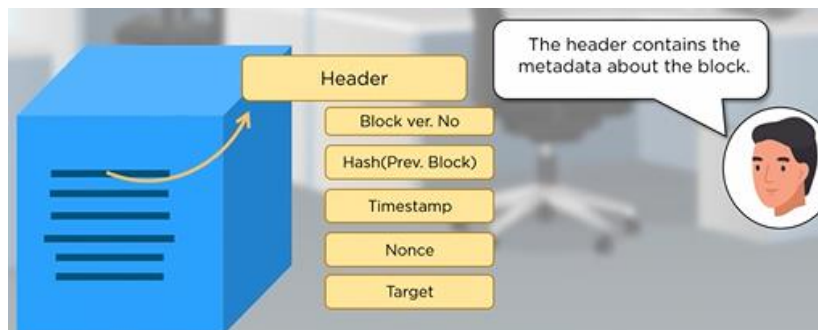 Header
The header contains the
metadata about the block.
Block ver. No
Hash(Prev. Block)
Timestamp
Nonce
Target